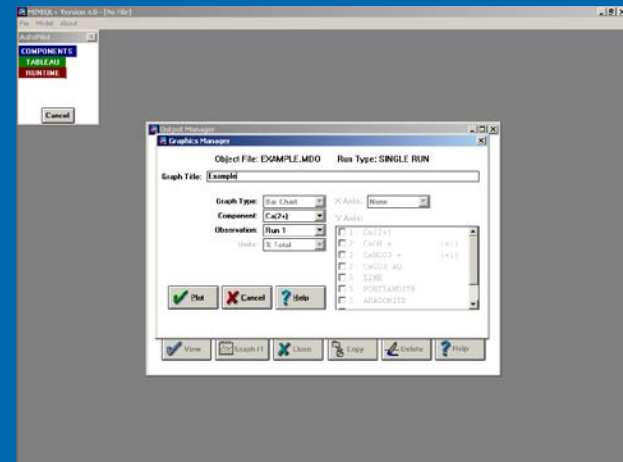 MINEQL+ Version 4.0 - [No File]
File Model About
AutoPilot
COMPONENTS
TABLEAU
RUNTIME
Cancel
Output Manager
Graphics Manager
Object File: EXAMPLE.MDO Run Type: SINGLE RUN
Graph Title: Example
Graph Type: Bar Chart X Axis: None
Component: Ca(2+) Y Axis:
Observation: Run 1
Units: % Total
1 Ca(2+)
2 CaOH + (+1)
3 CaHCO3 + (+1)
3 CaCO3 AQ
5 LIME
5 PORTLANDITE
5 ARAGONITE
Plot Cancel Help
View Graph IT Close Copy Delete Help